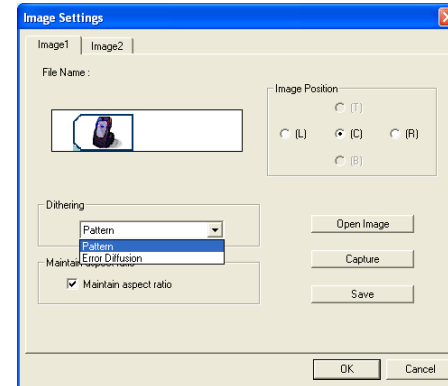 Image Settings
Image1 Image2
File Name :
Image Position
(T)
(L) (C) (R)
(B)
Dithering
Pattern
Pattern
Error Diffusion
Maintain aspect ratio
Maintain aspect ratio
Open Image
Capture
Save
OK Cancel